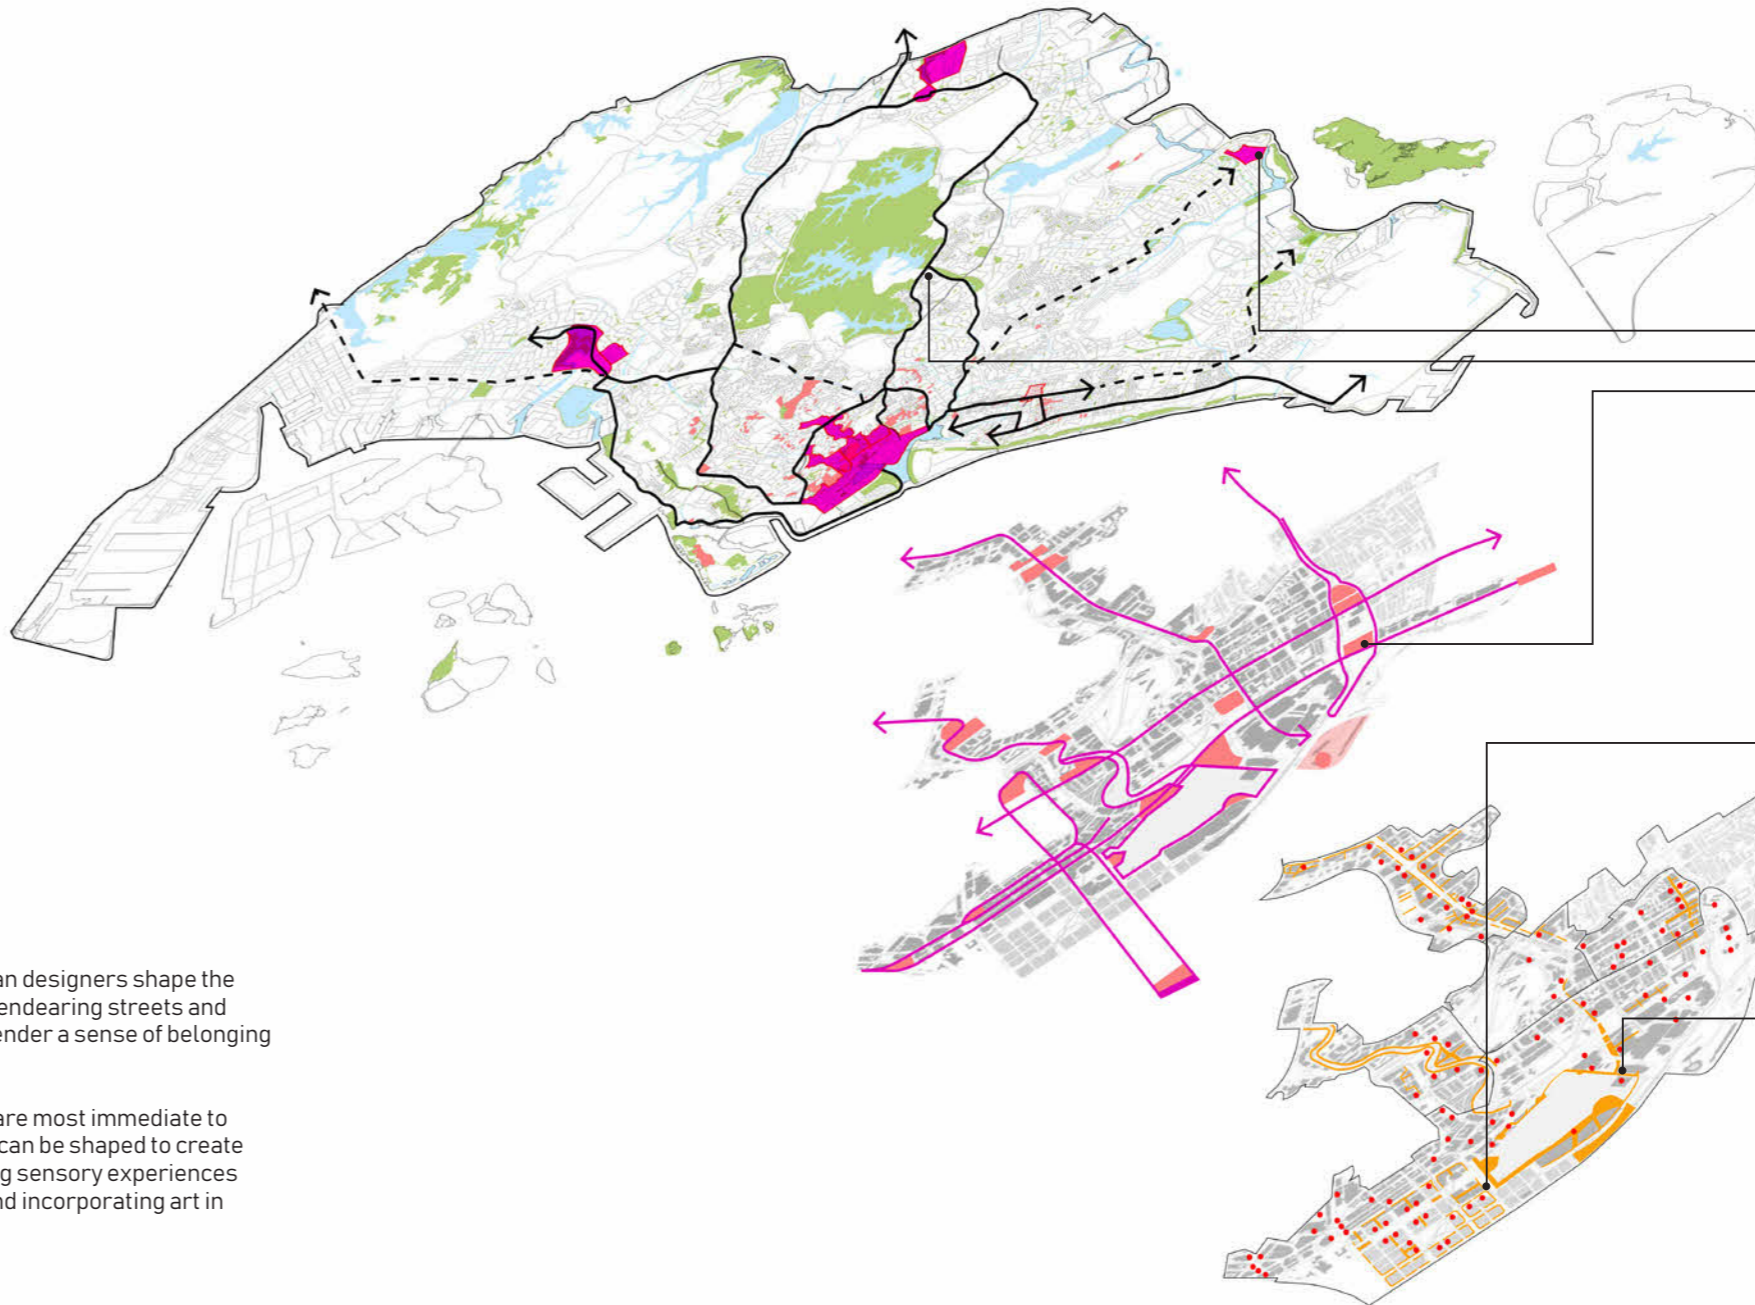 an designers shape the
endearing streets and
ender a sense of belonging
are most immediate to
can be shaped to create
g sensory experiences
nd incorporating art in